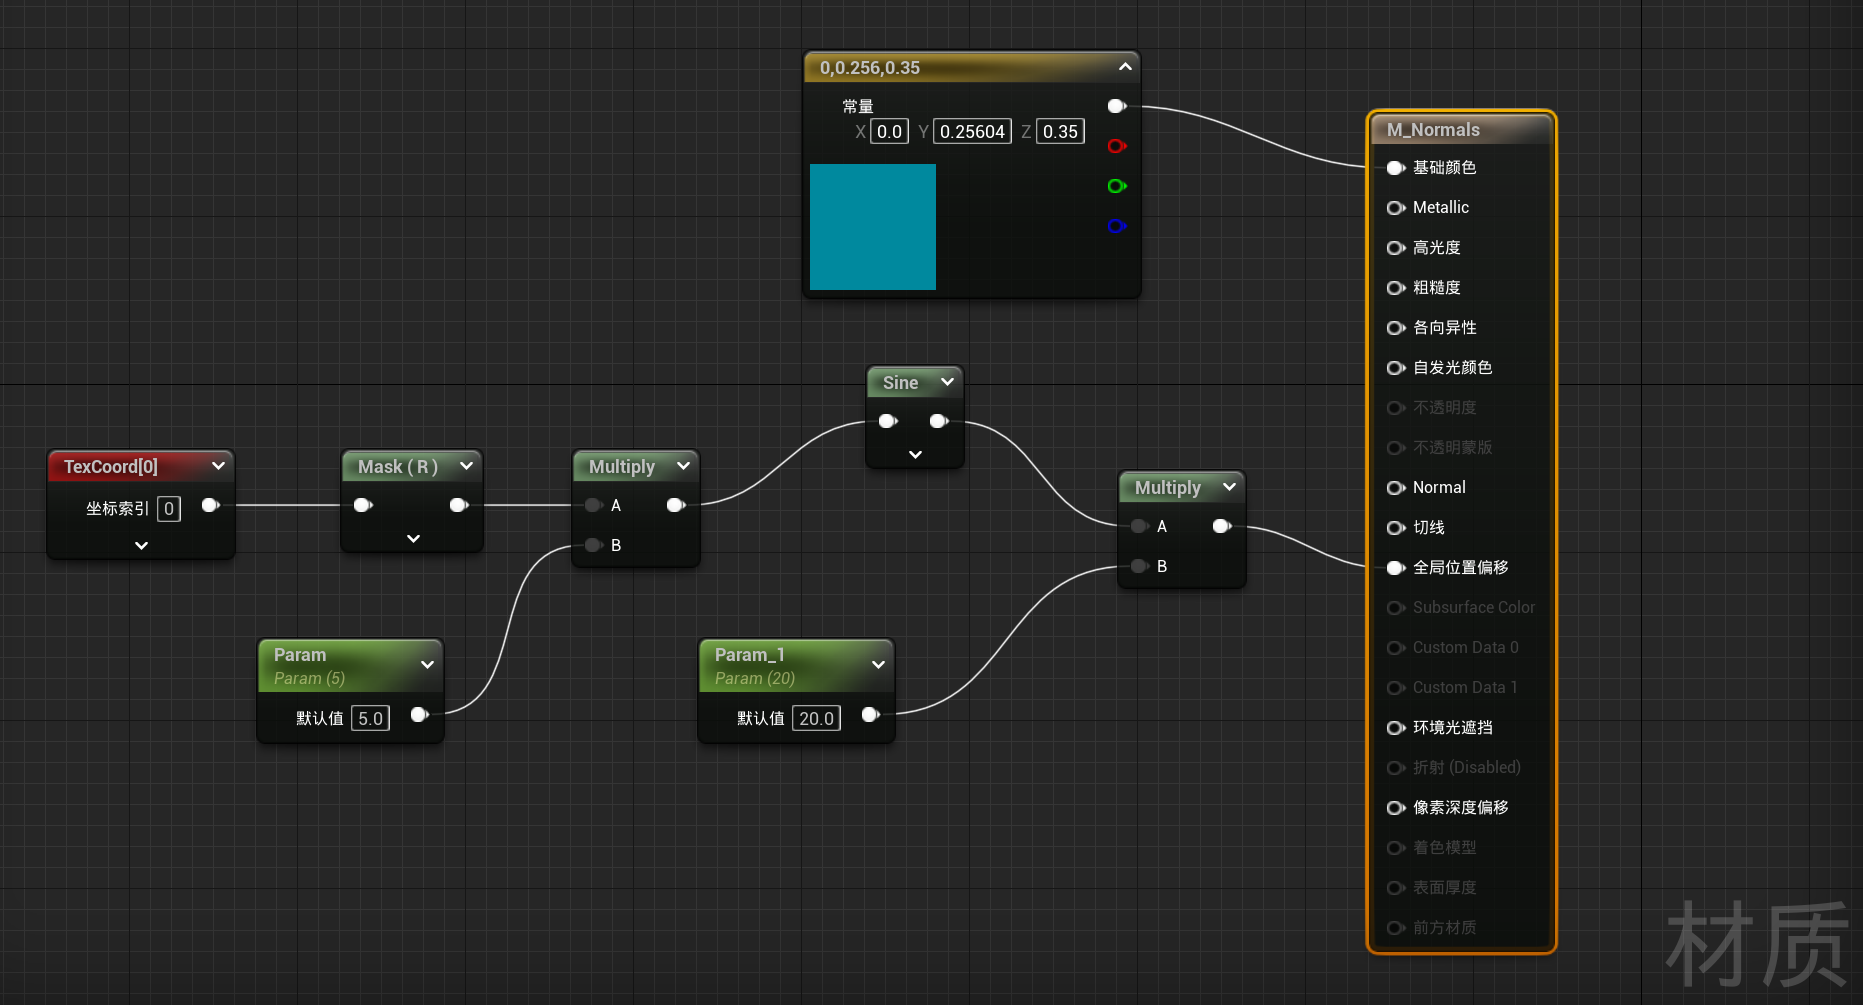 0,0.256,0.35
常量
X 0.0 Y 0.25604 Z 0.35
M_Normals
基础颜色
Metallic
高光度
粗糙度
各向异性
自发光颜色
不透明度
不透明蒙版
Normal
切线
全局位置偏移
Subsurface Color
Custom Data 0
Custom Data 1
环境光遮挡
折射 (Disabled)
像素深度偏移
着色模型
表面厚度
前方材质
Sine
TexCoord[0]
坐标索引 0
Mask ( R )
Multiply
A
B
Multiply
A
B
Param
Param (5)
默认值 5.0
Param_1
Param (20)
默认值 20.0
材质